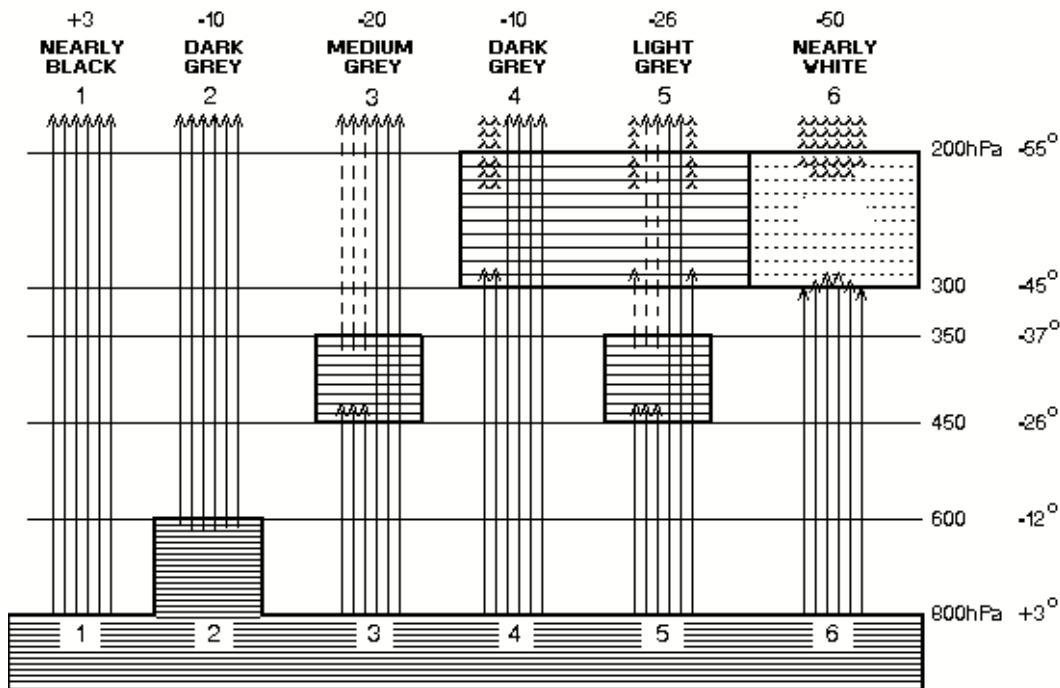 +3 -10 -20 -10 -26 -50
NEARLY DARK MEDIUM DARK LIGHT NEARLY
BLACK GREY GREY GREY GREY WHITE
1 2 3 4 5 6
200hPa -55°
300 -45°
350 -37°
450 -26°
600 -12°
800hPa +3°
1 2 3 4 5 6